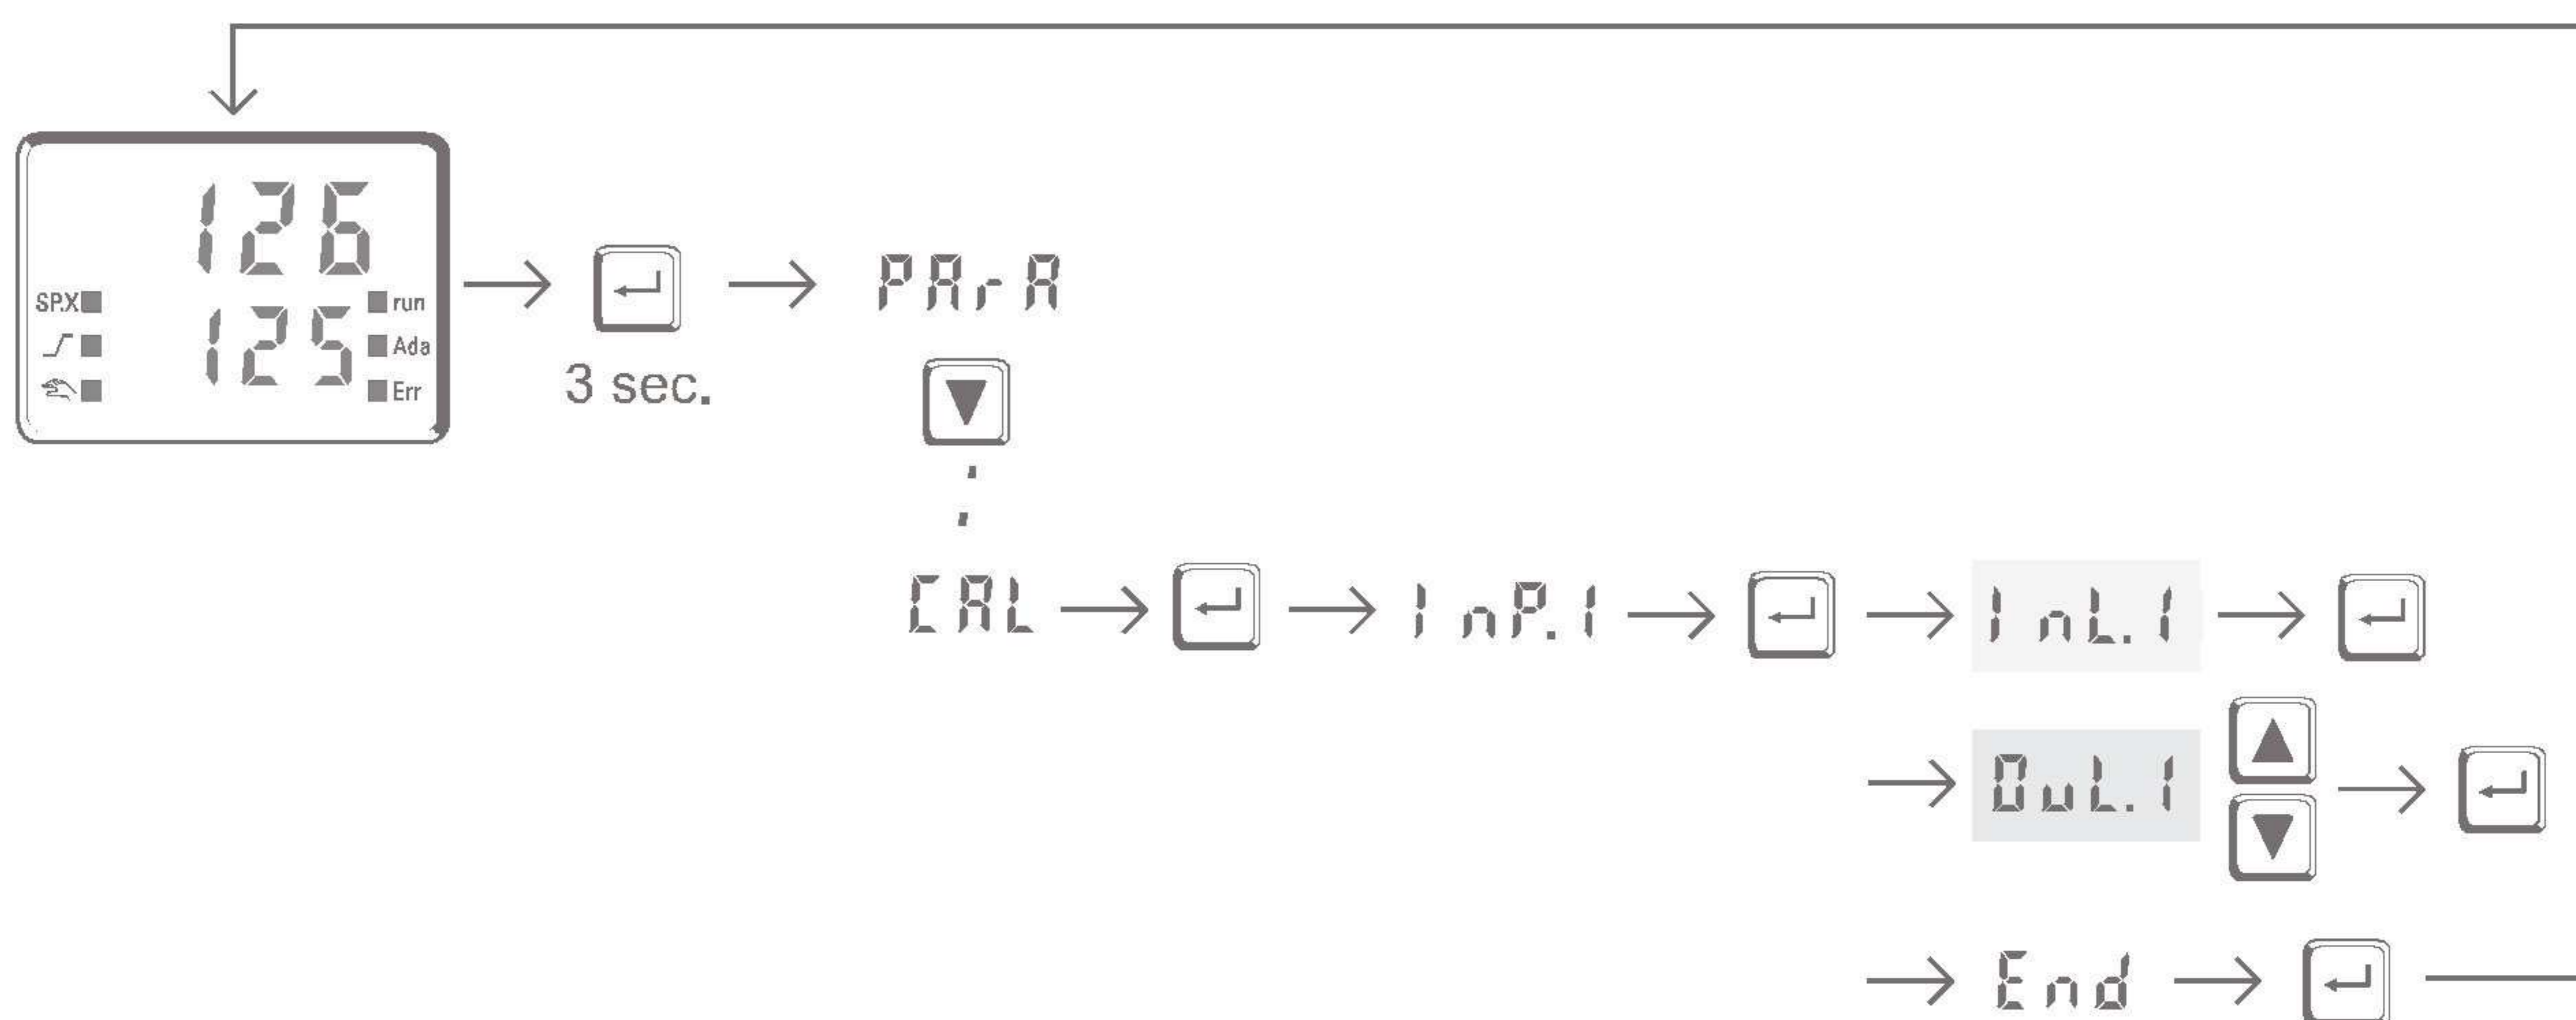 126
SP.X run
125 Ada
Err
PArA
3 sec.
CAL InP.1 InL.1
OuL.1
End